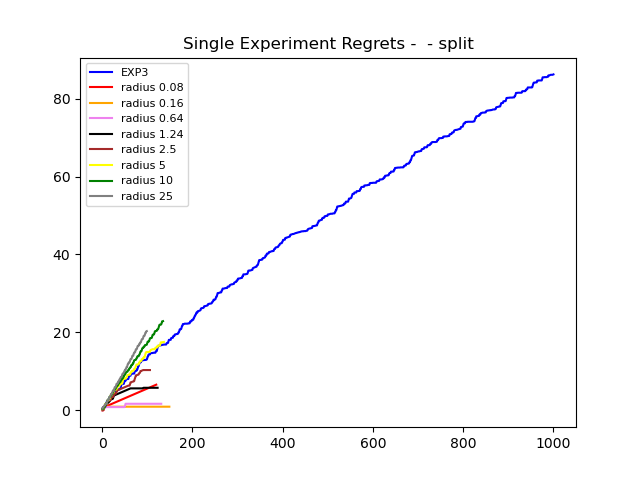 Single Experiment Regrets -  - split
EXP3
radius 0.08
radius 0.16
radius 0.64
radius 1.24
radius 2.5
radius 5
radius 10
radius 25
80
60
40
20
0
0 200 400 600 800 1000